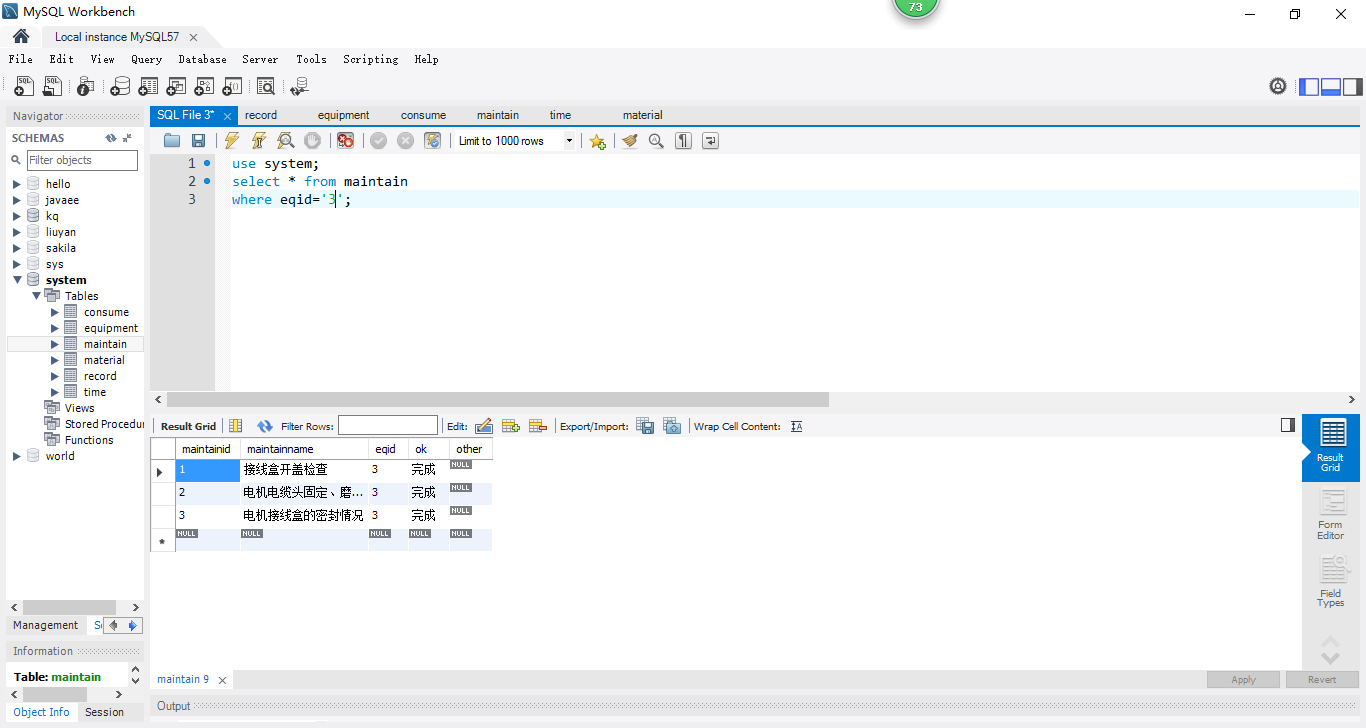 MySQL Workbench
73
Local instance MySQL57
File Edit View Query Database Server Tools Scripting Help
Navigator
SCHEMAS
Filter objects
hello
javaee
kq
liuyan
sakila
sys
system
Tables
consume
equipment
maintain
material
record
time
Views
Stored Procedur
Functions
world
Management
Information
Table: maintain
Object Info Session
SQL File 3* record equipment consume maintain time material
Limit to 1000 rows
1 use system;
2 select * from maintain
3 where eqid='3';
Result Grid Filter Rows: Edit: Export/Import: Wrap Cell Content:
maintainid maintainname eqid ok other
1 接线盒开盖检查 3 完成 NULL
2 电机电缆头固定、磨... 3 完成 NULL
3 电机接线盒的密封情况 3 完成 NULL
* NULL NULL NULL NULL NULL
Result
Grid
Form
Editor
Field
Types
maintain 9
Apply Revert
Output